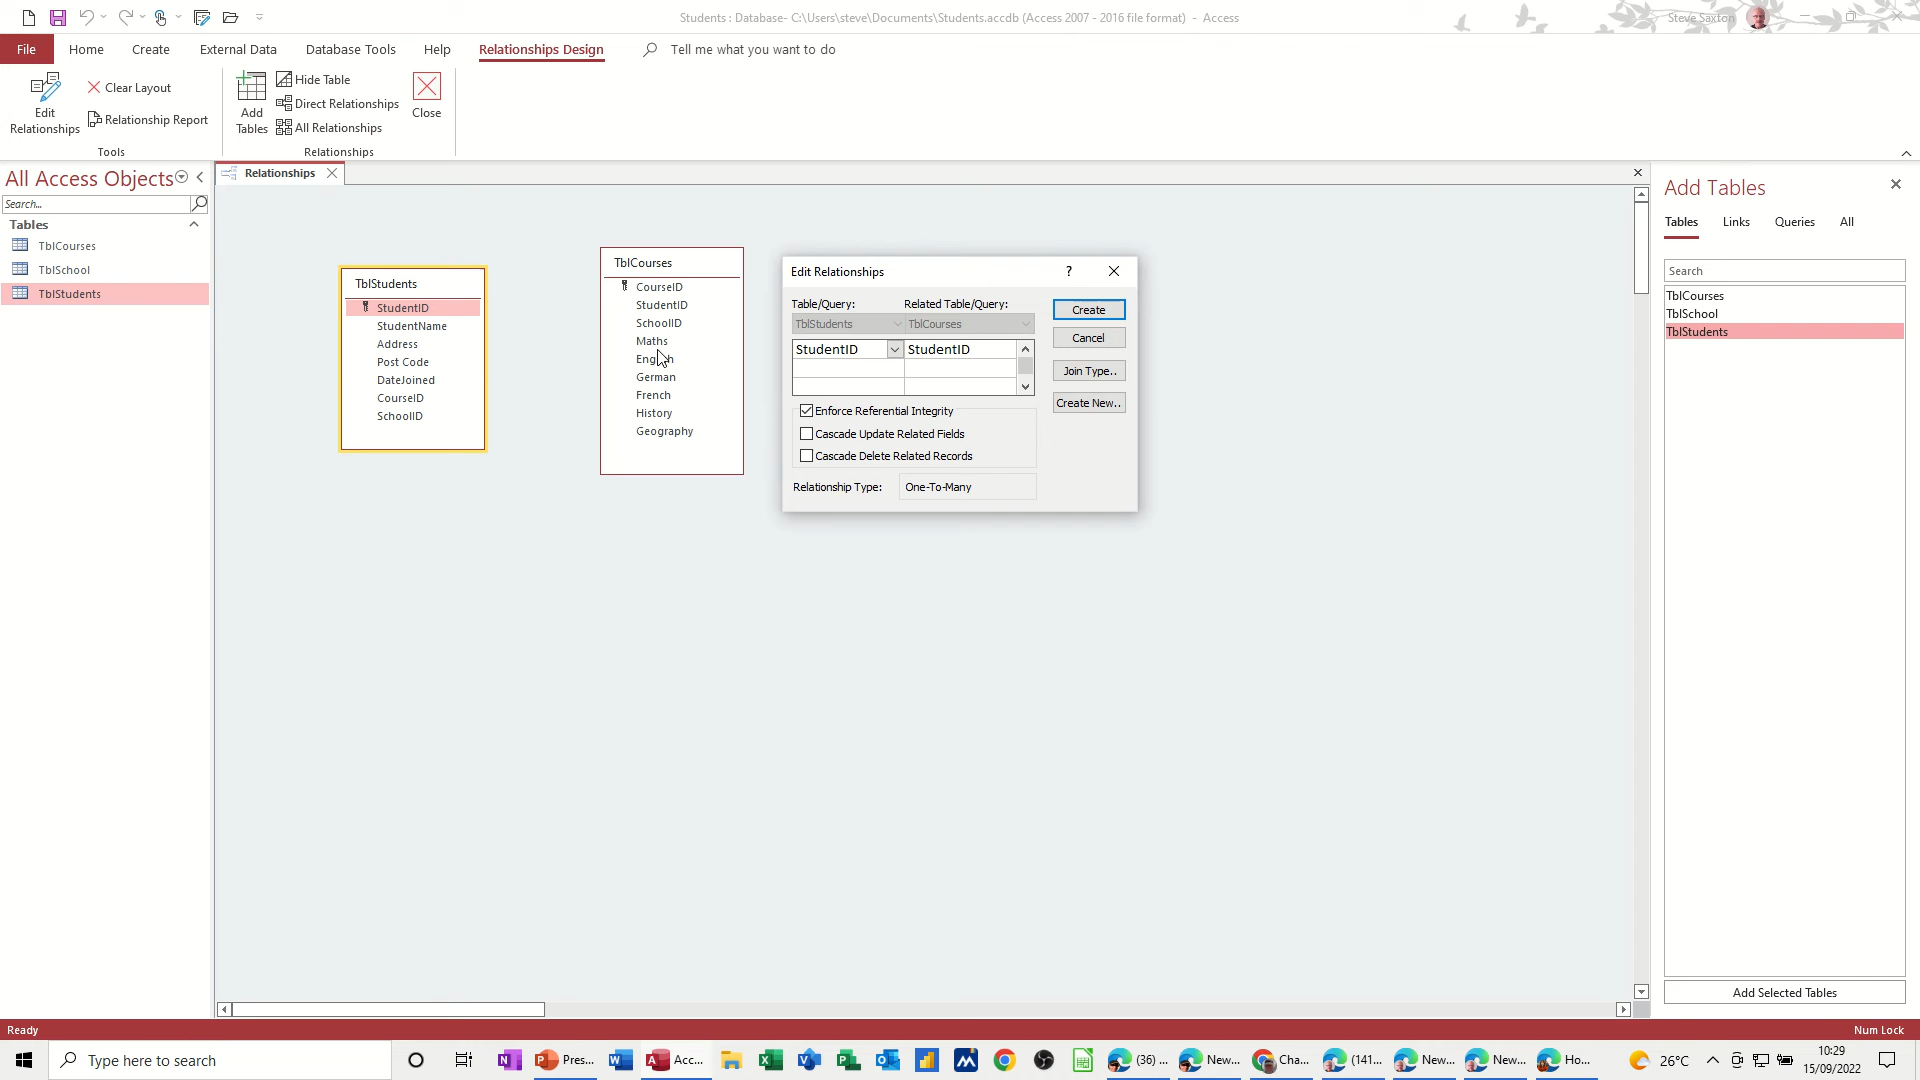 Students : Database- C:\Users\steve\Documents\Students.accdb (Access 2007 - 2016 file format) - Access
Steve Saxton
File
Home
Create
External Data
Database Tools
Help
Relationships Design
Tell me what you want to do
Edit
Relationships
Clear Layout
Relationship Report
Tools
Add
Tables
Hide Table
Direct Relationships
All Relationships
Close
Relationships
All Access Objects
Search...
Tables
TblCourses
TblSchool
TblStudents
Relationships
TblStudents
StudentID
StudentName
Address
Post Code
DateJoined
CourseID
SchoolID
TblCourses
CourseID
StudentID
SchoolID
Maths
English
German
French
History
Geography
Edit Relationships
?
Table/Query:
Related Table/Query:
TblStudents
TblCourses
StudentID
StudentID
Create
Cancel
Join Type..
Create New..
Enforce Referential Integrity
Cascade Update Related Fields
Cascade Delete Related Records
Relationship Type:
One-To-Many
Add Tables
Tables
Links
Queries
All
Search
TblCourses
TblSchool
TblStudents
Add Selected Tables
Ready
Num Lock
Type here to search
Pres...
Acc...
(36) ...
New...
Cha...
(141...
New...
New...
Ho...
26°C
10:29
15/09/2022